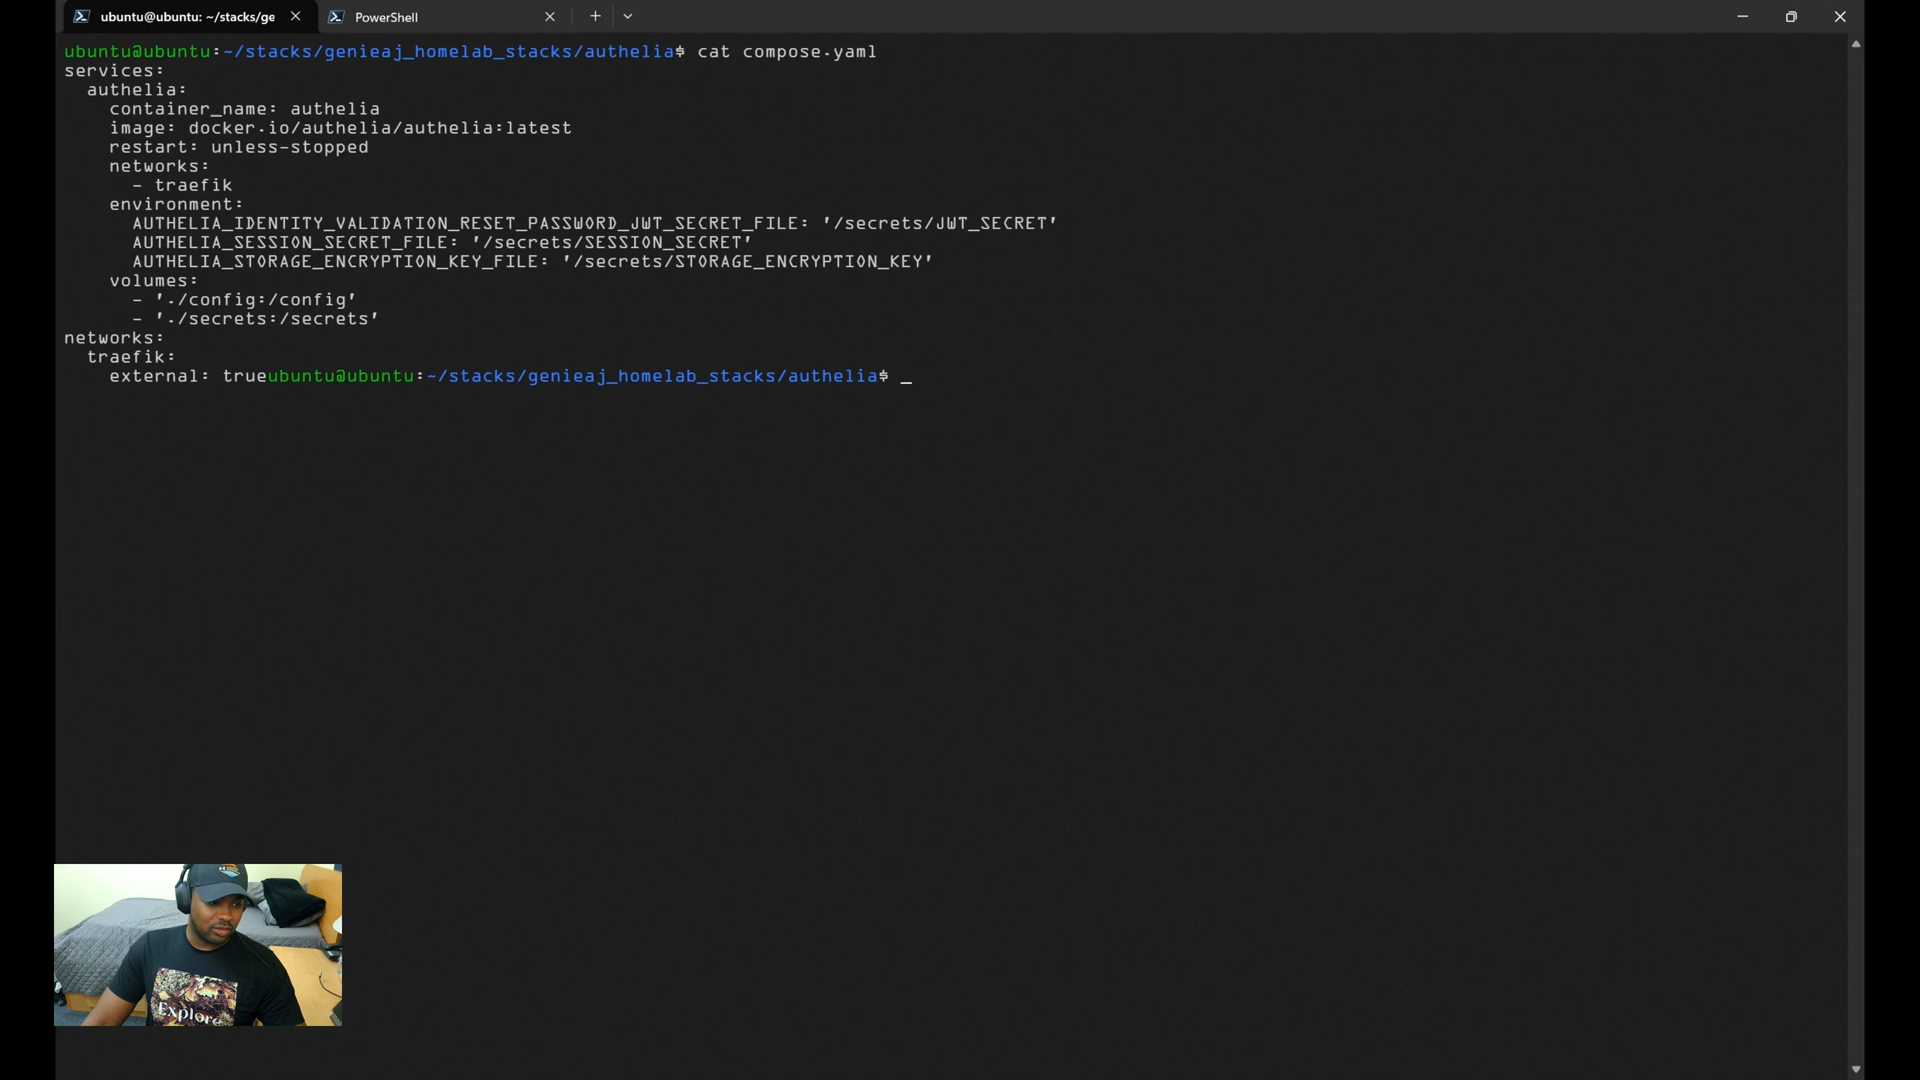 ubuntu@ubuntu: ~/stacks/ge
PowerShell
ubuntu@ubuntu:~/stacks/genieaj_homelab_stacks/authelia$ cat compose.yaml
services:
  authelia:
    container_name: authelia
    image: docker.io/authelia/authelia:latest
    restart: unless-stopped
    networks:
      - traefik
    environment:
      AUTHELIA_IDENTITY_VALIDATION_RESET_PASSWORD_JWT_SECRET_FILE: '/secrets/JWT_SECRET'
      AUTHELIA_SESSION_SECRET_FILE: '/secrets/SESSION_SECRET'
      AUTHELIA_STORAGE_ENCRYPTION_KEY_FILE: '/secrets/STORAGE_ENCRYPTION_KEY'
    volumes:
      - './config:/config'
      - './secrets:/secrets'
networks:
  traefik:
    external: trueubuntu@ubuntu:~/stacks/genieaj_homelab_stacks/authelia$ _
Explore